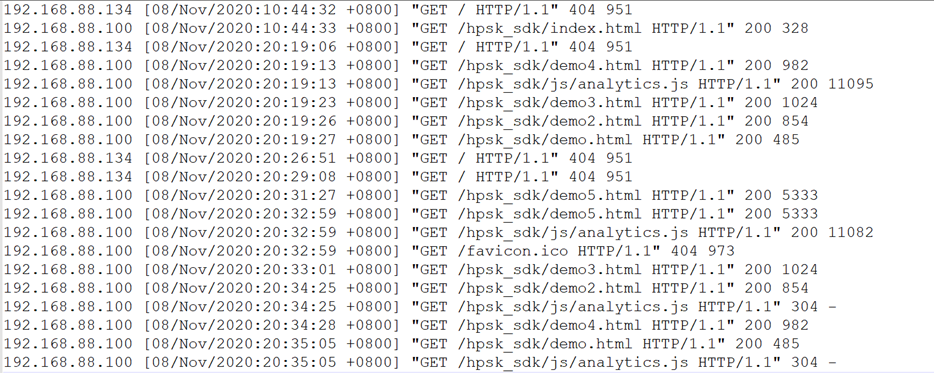 192.168.88.134 [08/Nov/2020:10:44:32 +0800] "GET / HTTP/1.1" 404 951
192.168.88.100 [08/Nov/2020:10:44:33 +0800] "GET /hpsk_sdk/index.html HTTP/1.1" 200 328
192.168.88.134 [08/Nov/2020:20:19:06 +0800] "GET / HTTP/1.1" 404 951
192.168.88.100 [08/Nov/2020:20:19:13 +0800] "GET /hpsk_sdk/demo4.html HTTP/1.1" 200 982
192.168.88.100 [08/Nov/2020:20:19:13 +0800] "GET /hpsk_sdk/js/analytics.js HTTP/1.1" 200 11095
192.168.88.100 [08/Nov/2020:20:19:23 +0800] "GET /hpsk_sdk/demo3.html HTTP/1.1" 200 1024
192.168.88.100 [08/Nov/2020:20:19:26 +0800] "GET /hpsk_sdk/demo2.html HTTP/1.1" 200 854
192.168.88.100 [08/Nov/2020:20:19:27 +0800] "GET /hpsk_sdk/demo.html HTTP/1.1" 200 485
192.168.88.134 [08/Nov/2020:20:26:51 +0800] "GET / HTTP/1.1" 404 951
192.168.88.134 [08/Nov/2020:20:29:08 +0800] "GET / HTTP/1.1" 404 951
192.168.88.100 [08/Nov/2020:20:31:27 +0800] "GET /hpsk_sdk/demo5.html HTTP/1.1" 200 5333
192.168.88.100 [08/Nov/2020:20:32:59 +0800] "GET /hpsk_sdk/demo5.html HTTP/1.1" 200 5333
192.168.88.100 [08/Nov/2020:20:32:59 +0800] "GET /hpsk_sdk/js/analytics.js HTTP/1.1" 200 11082
192.168.88.100 [08/Nov/2020:20:32:59 +0800] "GET /favicon.ico HTTP/1.1" 404 973
192.168.88.100 [08/Nov/2020:20:33:01 +0800] "GET /hpsk_sdk/demo3.html HTTP/1.1" 200 1024
192.168.88.100 [08/Nov/2020:20:34:25 +0800] "GET /hpsk_sdk/demo2.html HTTP/1.1" 200 854
192.168.88.100 [08/Nov/2020:20:34:25 +0800] "GET /hpsk_sdk/js/analytics.js HTTP/1.1" 304 -
192.168.88.100 [08/Nov/2020:20:34:28 +0800] "GET /hpsk_sdk/demo4.html HTTP/1.1" 200 982
192.168.88.100 [08/Nov/2020:20:35:05 +0800] "GET /hpsk_sdk/demo.html HTTP/1.1" 200 485
192.168.88.100 [08/Nov/2020:20:35:05 +0800] "GET /hpsk_sdk/js/analytics.js HTTP/1.1" 304 -